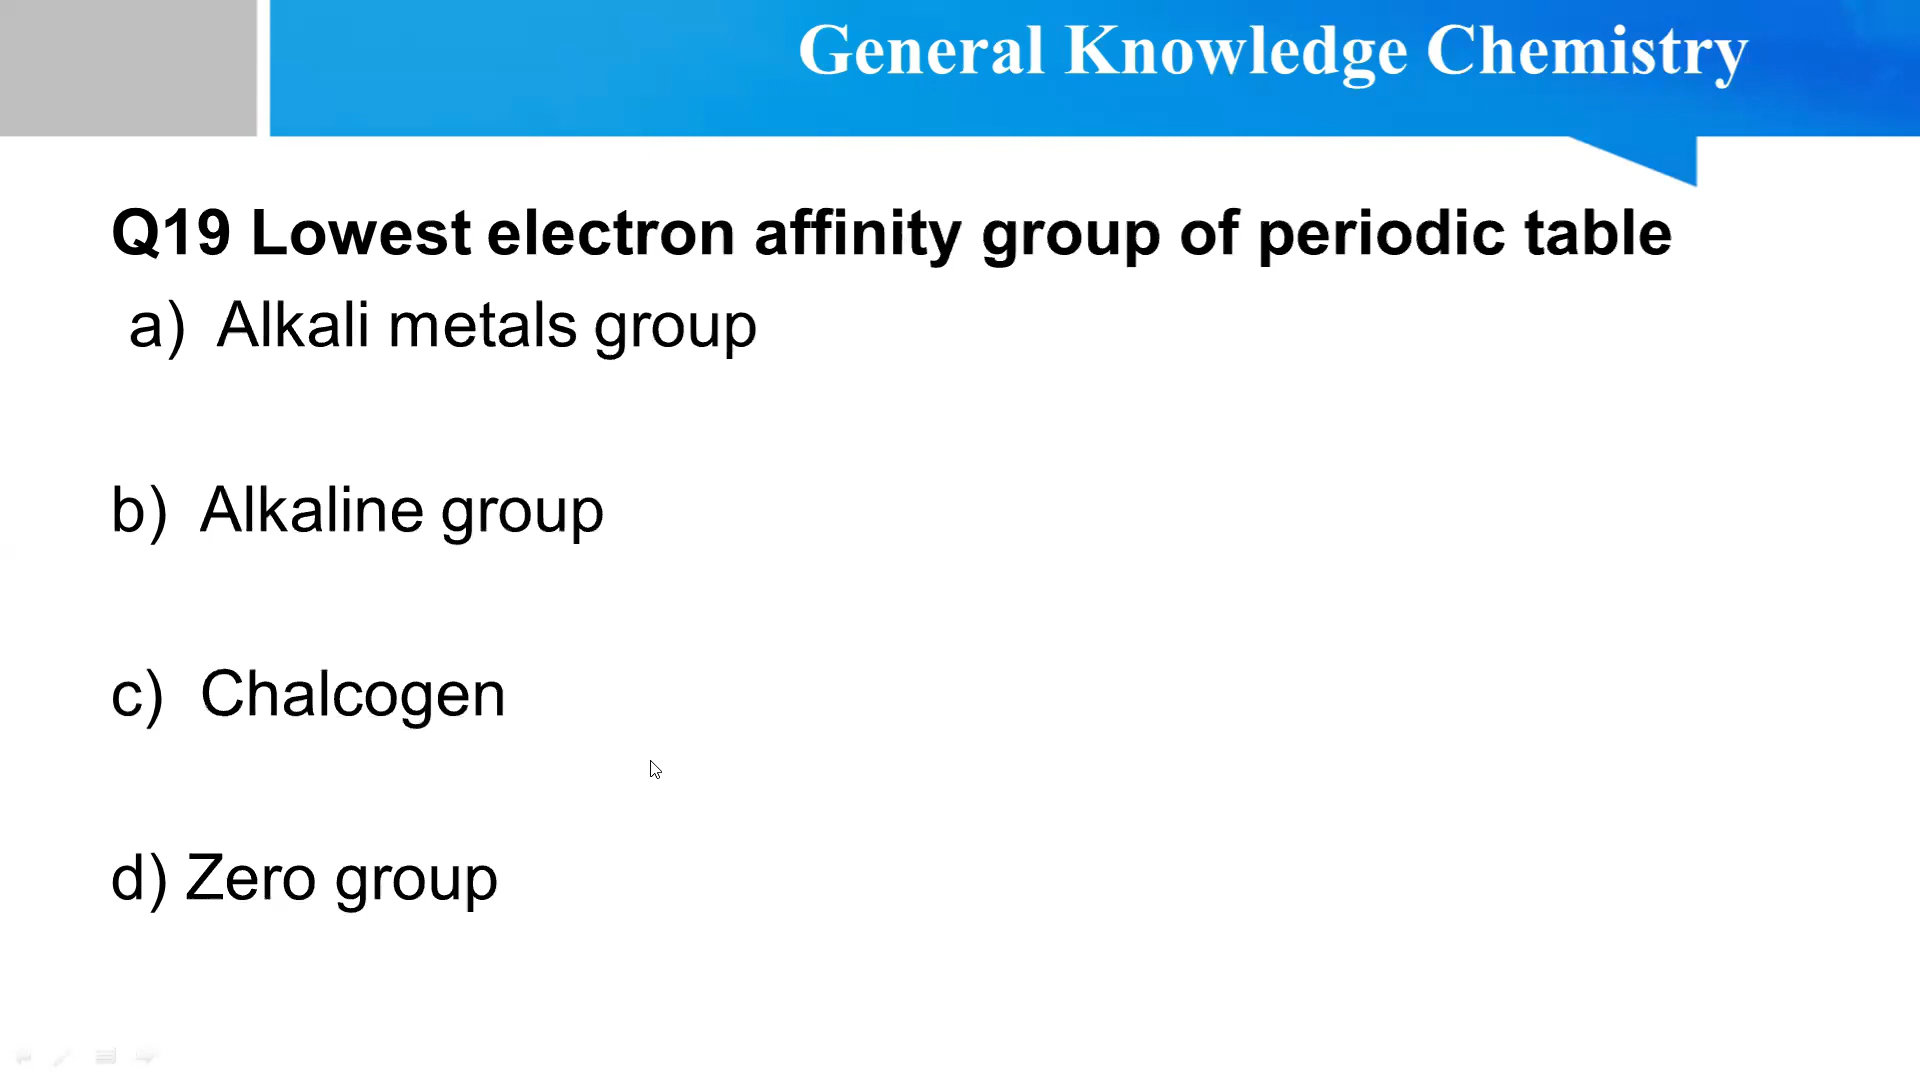 General Knowledge Chemistry
Q19 Lowest electron affinity group of periodic table
a) Alkali metals group
b) Alkaline group
c) Chalcogen
d) Zero group